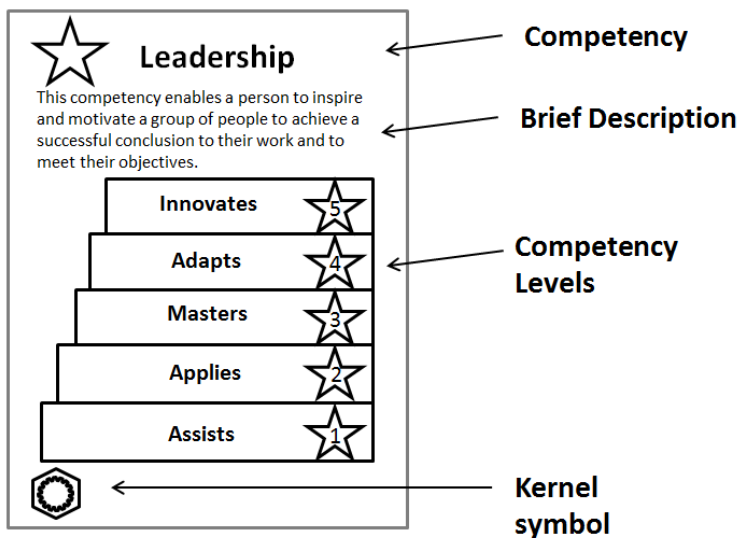 Leadership
Competency
This competency enables a person to inspire
and motivate a group of people to achieve a
successful conclusion to their work and to
meet their objectives.
Brief Description
Innovates 5
Adapts 4
Competency
Levels
Masters 3
Applies 2
Assists 1
Kernel
symbol